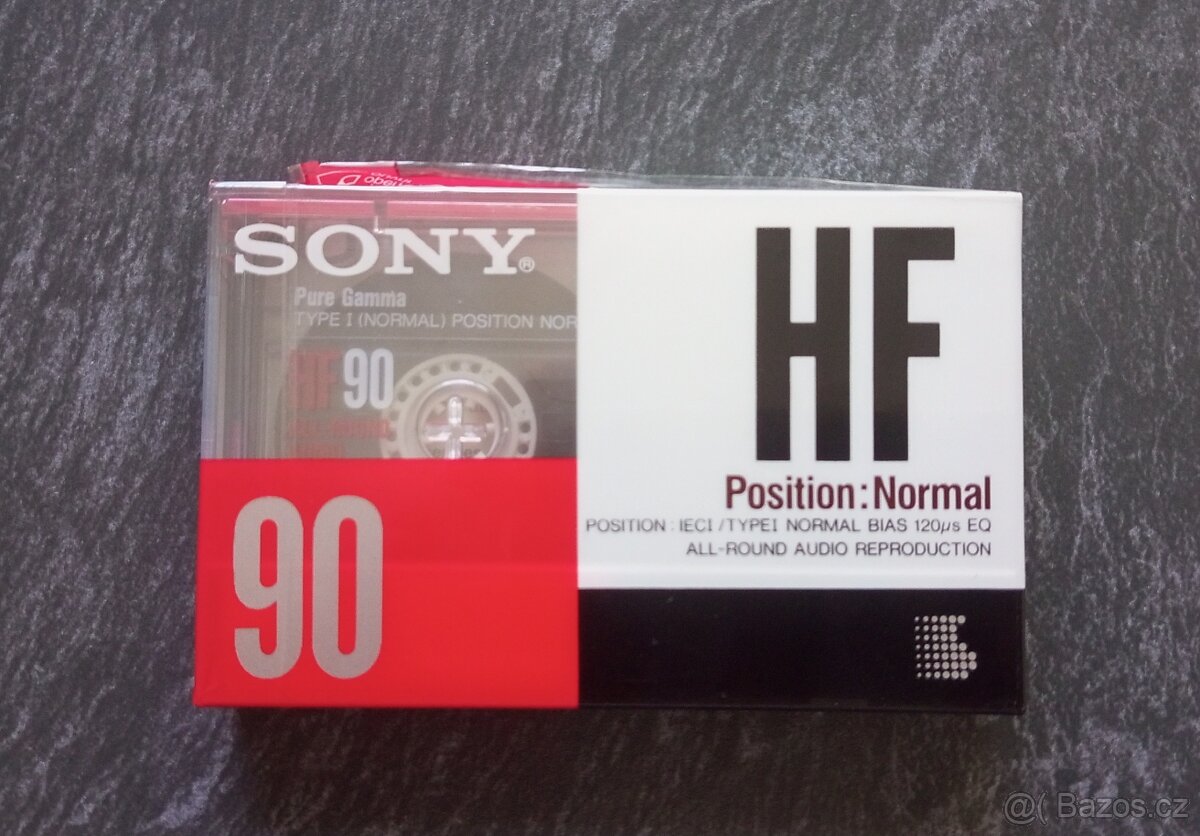 SONY®
Pure Gamma
TYPE I (NORMAL) POSITION NOR
HF 90
90
HF
Position:Normal
POSITION : IECI/TYPEI NORMAL BIAS 120µs EQ
ALL-ROUND AUDIO REPRODUCTION
@( Bazos.cz